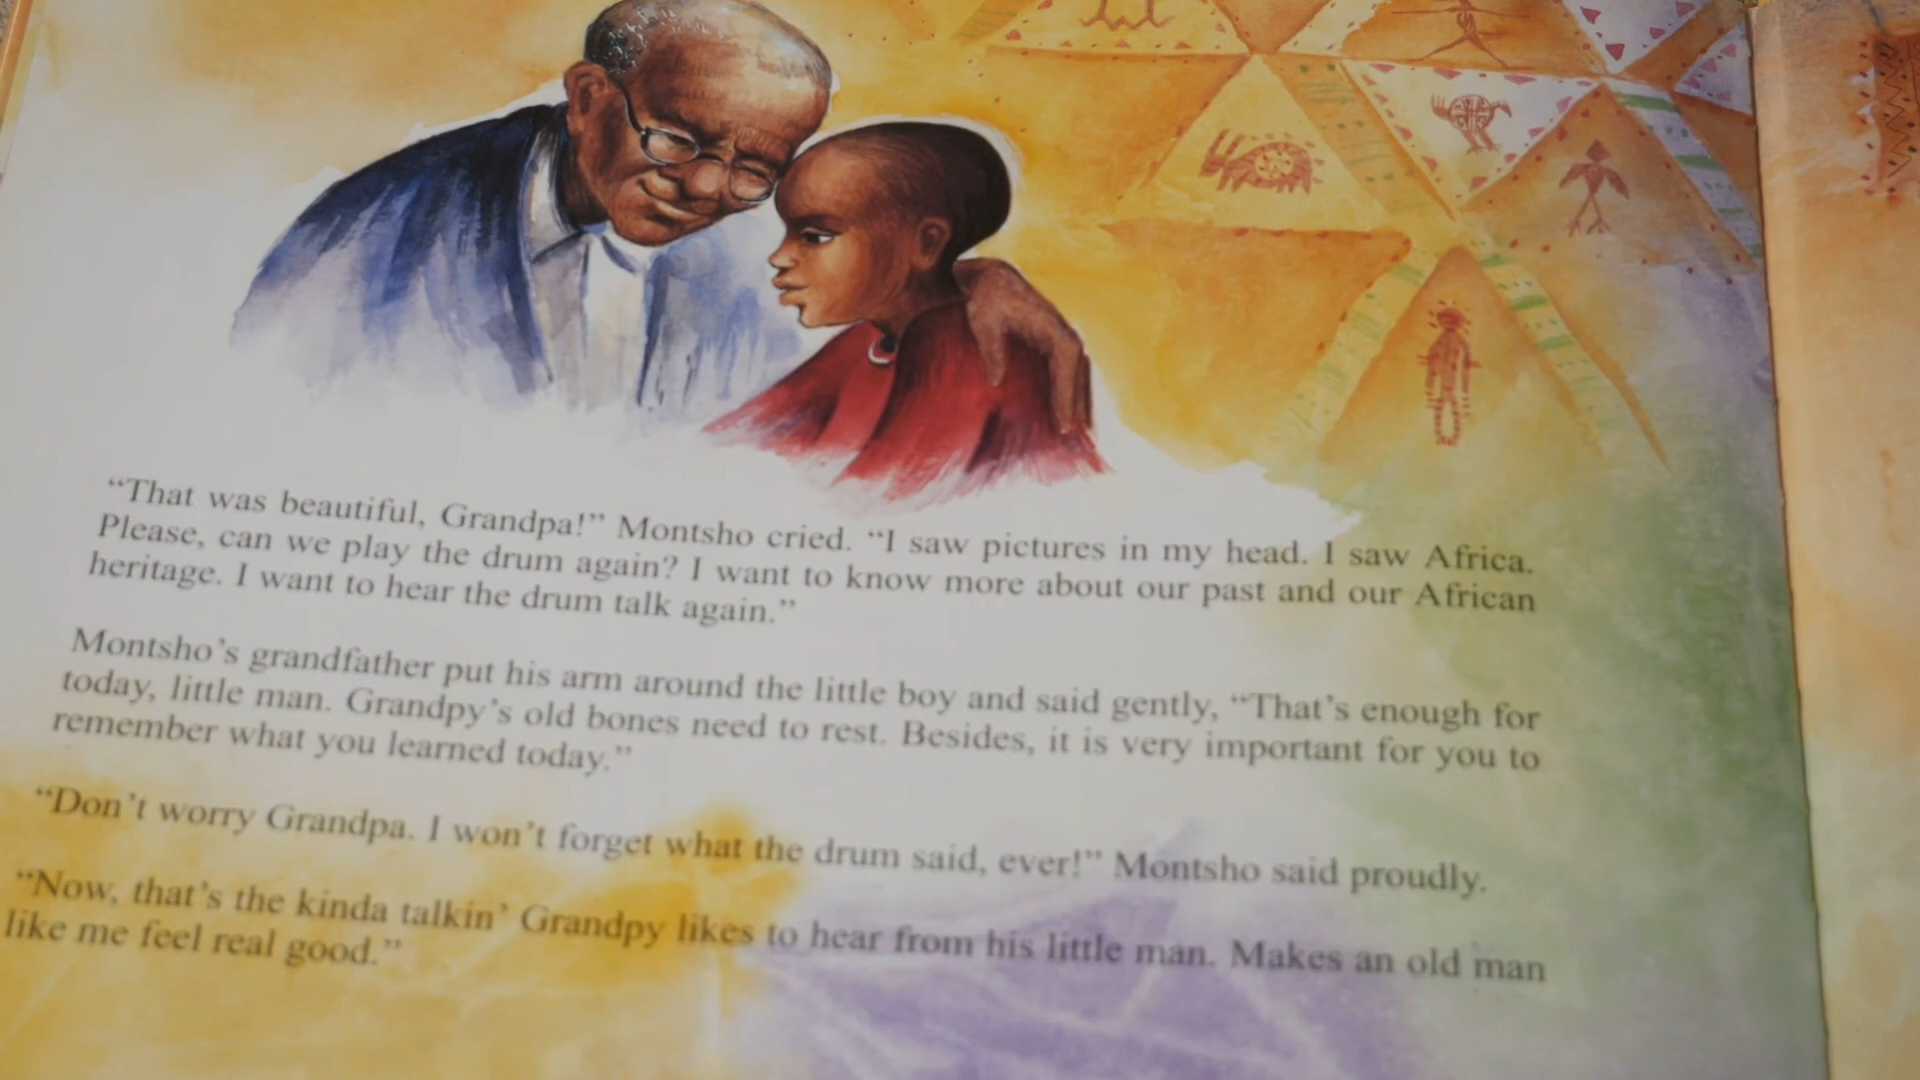 “That was beautiful, Grandpa!” Montsho cried. “I saw pictures in my head. I saw Africa.
Please, can we play the drum again? I want to know more about our past and our African
heritage. I want to hear the drum talk again.”
Montsho’s grandfather put his arm around the little boy and said gently, “That’s enough for
today, little man. Grandpy’s old bones need to rest. Besides, it is very important for you to
remember what you learned today.”
“Don’t worry Grandpa. I won’t forget what the drum said, ever!” Montsho said proudly.
“Now, that’s the kinda talkin’ Grandpy likes to hear from his little man. Makes an old man
like me feel real good.”